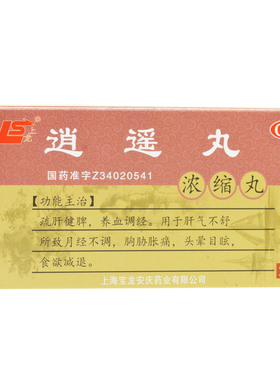 LS
上龙
逍遥丸
国药准字Z34020541
浓缩丸
【功能主治】
疏肝健脾，养血调经。用于肝气不舒
所致月经不调，胸胁胀痛，头晕目眩，
食欲减退。
上海宝龙安庆药业有限公司